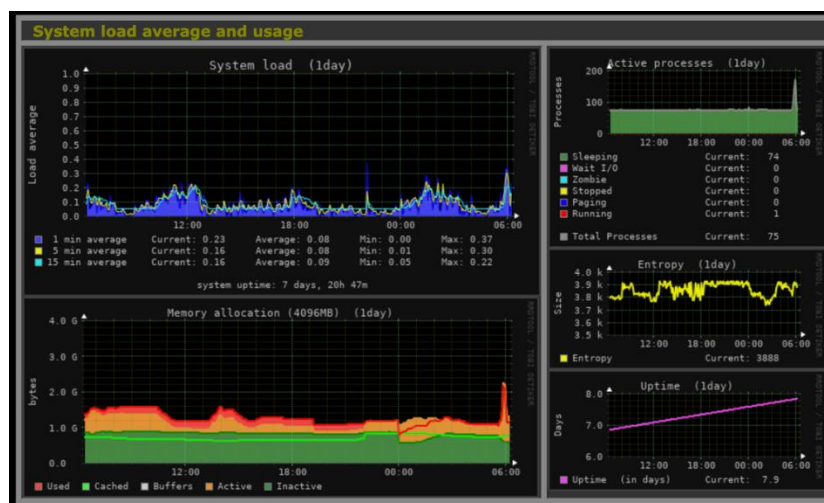 System load average and usage
System load (1day)
Load average
1.0
0.9
0.8
0.7
0.6
0.5
0.4
0.3
0.2
0.1
0.0
12:00 18:00 00:00 06:00
1 min average Current: 0.23 Average: 0.08 Min: 0.00 Max: 0.37
5 min average Current: 0.16 Average: 0.08 Min: 0.01 Max: 0.30
15 min average Current: 0.16 Average: 0.09 Min: 0.05 Max: 0.22
system uptime: 7 days, 20h 47m
RRDTOOL / TOBI OETIKER
Memory allocation (4096MB) (1day)
bytes
4.0 G
3.0 G
2.0 G
1.0 G
0.0
12:00 18:00 00:00 06:00
Used Cached Buffers Active Inactive
RRDTOOL / TOBI OETIKER
Active processes (1day)
Processes
200
100
0
12:00 18:00 00:00 06:00
Sleeping Current: 74
Wait I/O Current: 0
Zombie Current: 0
Stopped Current: 0
Paging Current: 0
Running Current: 1
Total Processes Current: 75
RRDTOOL / TOBI OETIKER
Entropy (1day)
Size
4.0 k
3.9 k
3.8 k
3.7 k
3.6 k
3.5 k
12:00 18:00 00:00 06:00
Entropy Current: 3888
Uptime (1day)
Days
8.0
7.0
6.0
12:00 18:00 00:00 06:00
Uptime (in days) Current: 7.9